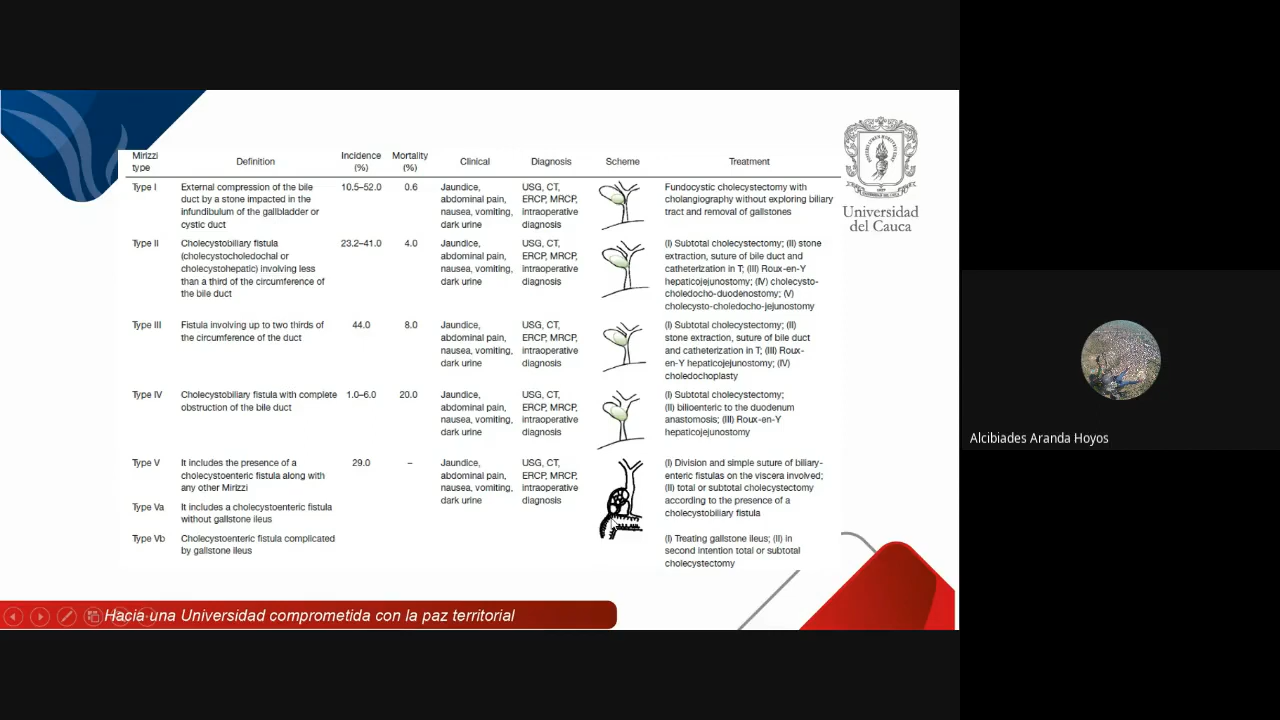 Mirizzi type Definition Incidence (%) Mortality (%) Clinical Diagnosis Scheme Treatment
Type I
External compression of the bile
duct by a stone impacted in the
infundibulum of the gallbladder or
cystic duct
10.5–52.0
0.6
Jaundice,
abdominal pain,
nausea, vomiting,
dark urine
USG, CT,
ERCP, MRCP,
intraoperative
diagnosis
Fundocystic cholecystectomy with
cholangiography without exploring biliary
tract and removal of gallstones
Type II
Cholecystobiliary fistula
(cholecystocholedochal or
cholecystohepatic) involving less
than a third of the circumference of
the bile duct
23.2–41.0
4.0
Jaundice,
abdominal pain,
nausea, vomiting,
dark urine
USG, CT,
ERCP, MRCP,
intraoperative
diagnosis
(I) Subtotal cholecystectomy; (II) stone
extraction, suture of bile duct and
catheterization in T; (III) Roux-en-Y
hepaticojejunostomy; (IV) cholecysto-
choledocho-duodenostomy; (V)
cholecysto-choledocho-jejunostomy
Type III
Fistula involving up to two thirds of
the circumference of the duct
44.0
8.0
Jaundice,
abdominal pain,
nausea, vomiting,
dark urine
USG, CT,
ERCP, MRCP,
intraoperative
diagnosis
(I) Subtotal cholecystectomy; (II)
stone extraction, suture of bile duct
and catheterization in T; (III) Roux-
en-Y hepaticojejunostomy; (IV)
choledochoplasty
Type IV
Cholecystobiliary fistula with complete
obstruction of the bile duct
1.0–6.0
20.0
Jaundice,
abdominal pain,
nausea, vomiting,
dark urine
USG, CT,
ERCP, MRCP,
intraoperative
diagnosis
(I) Subtotal cholecystectomy;
(II) bilioenteric to the duodenum
anastomosis; (III) Roux-en-Y
hepaticojejunostomy
Type V
It includes the presence of a
cholecystoenteric fistula along with
any other Mirizzi
29.0
–
Jaundice,
abdominal pain,
nausea, vomiting,
dark urine
USG, CT,
ERCP, MRCP,
intraoperative
diagnosis
(I) Division and simple suture of biliary-
enteric fistulas on the viscera involved;
(II) total or subtotal cholecystectomy
according to the presence of a
cholecystobiliary fistula
Type Va
It includes a cholecystoenteric fistula
without gallstone ileus
Type Vb
Cholecystoenteric fistula complicated
by gallstone ileus
(I) Treating gallstone ileus; (II) in
second intention total or subtotal
cholecystectomy
Universidad
del Cauca
Hacia una Universidad comprometida con la paz territorial
Alcibiades Aranda Hoyos